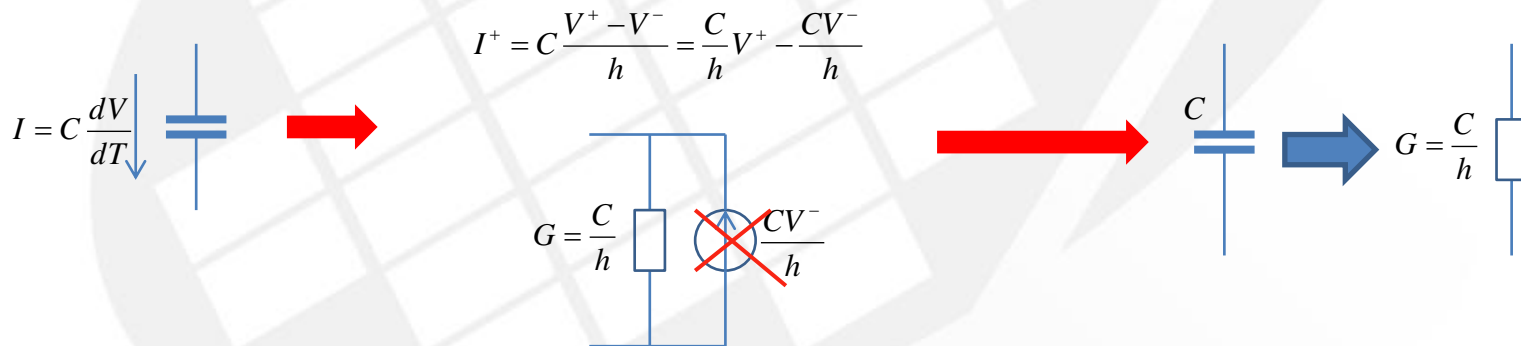 I = C dV/dT
I⁺ = C (V⁺ − V⁻)/h = C/h V⁺ − CV⁻/h
G = C/h
CV⁻/h
C
G = C/h